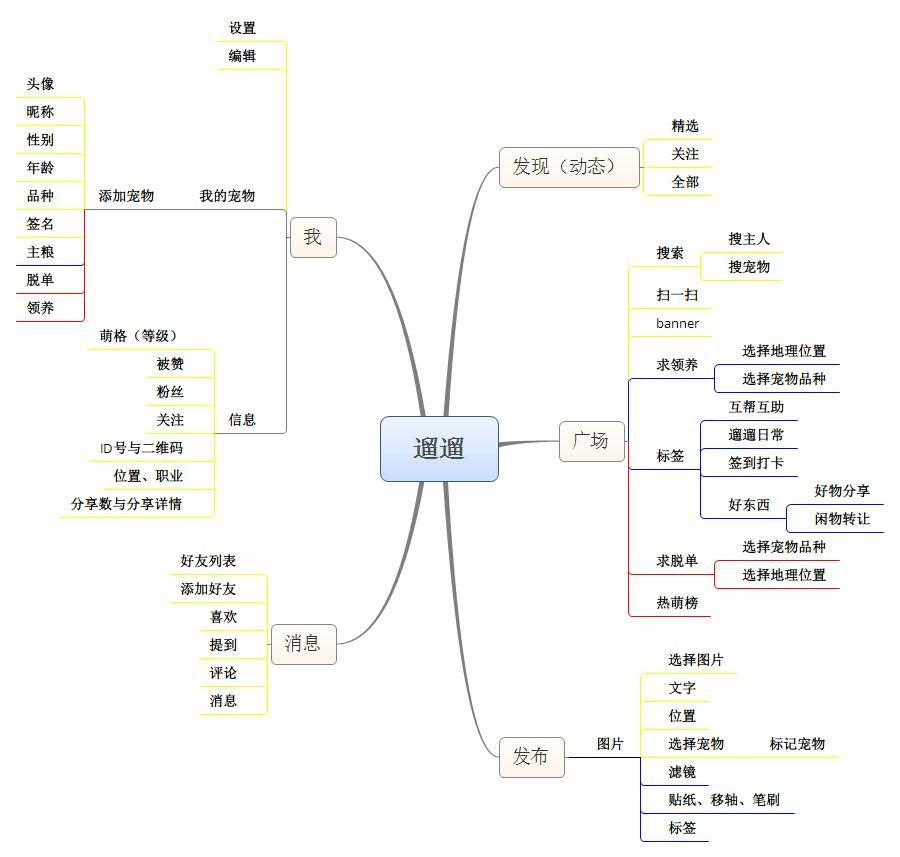 遛遛
发现（动态）
精选
关注
全部
广场
搜索
搜主人
搜宠物
扫一扫
banner
求领养
选择地理位置
选择宠物品种
标签
互帮互助
遛遛日常
签到打卡
好东西
好物分享
闲物转让
求脱单
选择宠物品种
选择地理位置
热萌榜
发布
图片
选择图片
文字
位置
选择宠物
标记宠物
滤镜
贴纸、移轴、笔刷
标签
我
设置
编辑
我的宠物
添加宠物
头像
昵称
性别
年龄
品种
签名
主粮
脱单
领养
信息
萌格（等级）
被赞
粉丝
关注
ID号与二维码
位置、职业
分享数与分享详情
消息
好友列表
添加好友
喜欢
提到
评论
消息